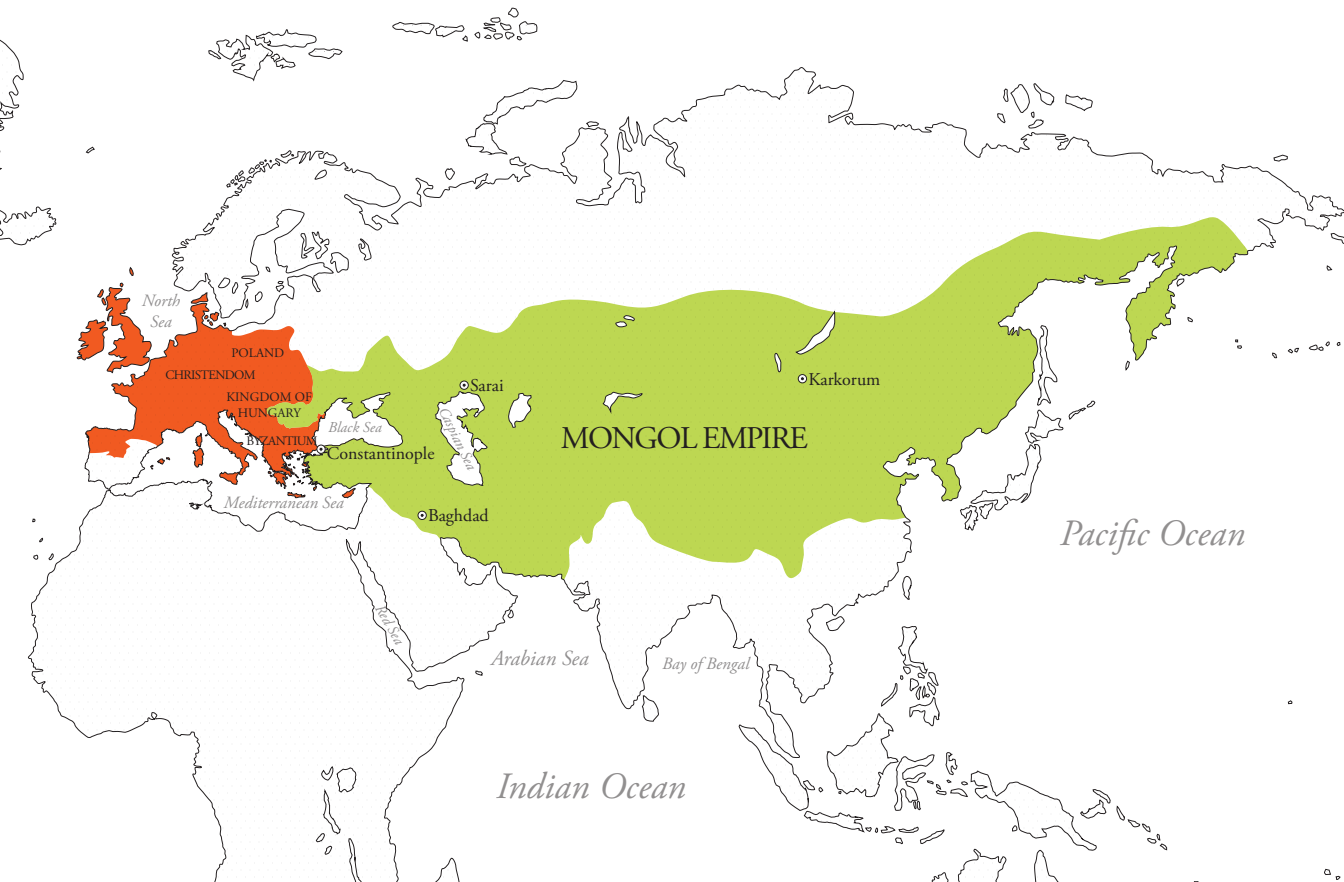 North
Sea
POLAND
CHRISTENDOM
KINGDOM OF
HUNGARY
BYZANTIUM
Black Sea
Constantinople
Sarai
Caspian Sea
Karkorum
MONGOL EMPIRE
Mediterranean Sea
Baghdad
Pacific Ocean
Red Sea
Arabian Sea
Bay of Bengal
Indian Ocean